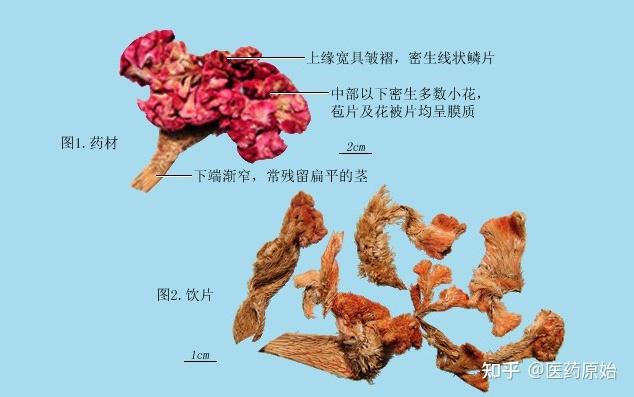 上缘宽具皱褶，密生线状鳞片
中部以下密生多数小花，
苞片及花被片均呈膜质
图1.药材
2cm
下端渐窄，常残留扁平的茎
图2.饮片
1cm
知乎 @医药原始